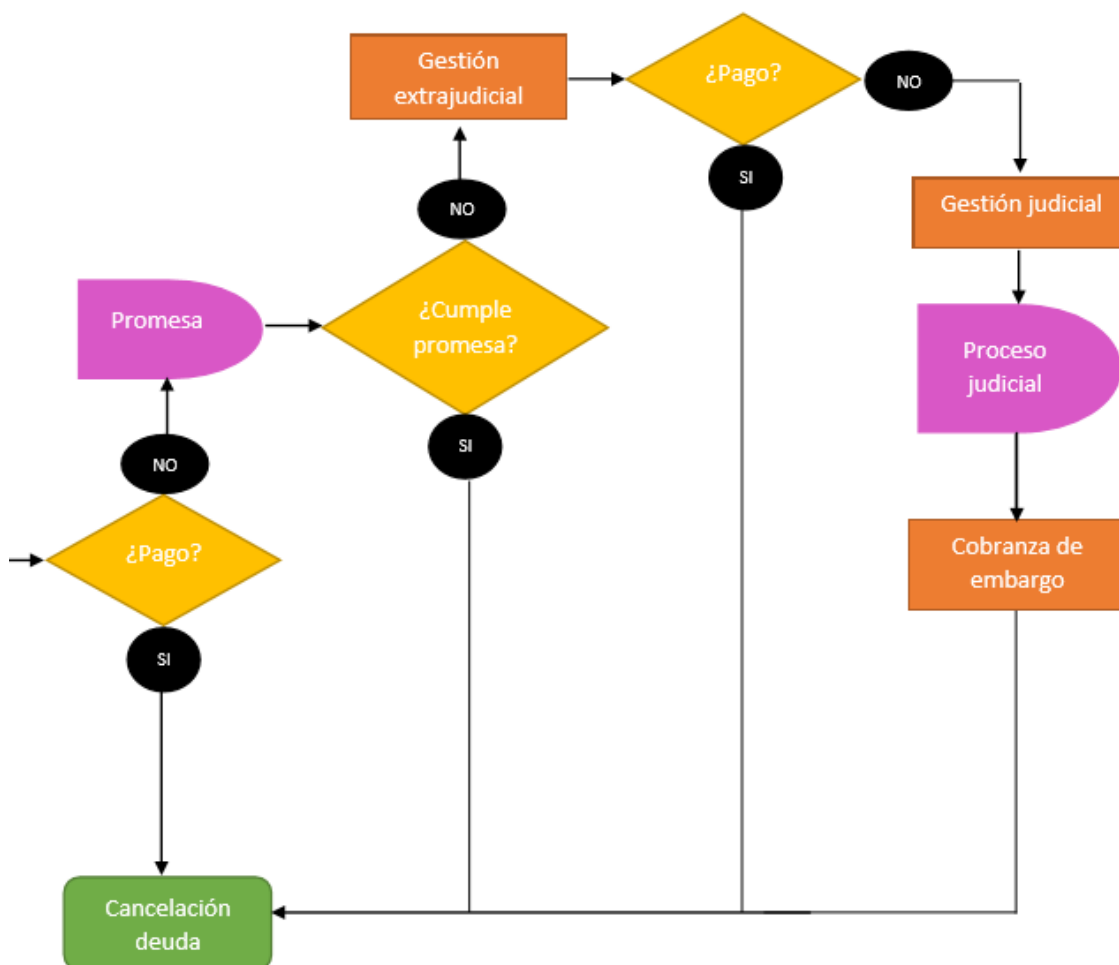 Gestión
extrajudicial
¿Pago?
NO
SI
Gestión judicial
NO
Promesa
¿Cumple
promesa?
Proceso
judicial
SI
NO
¿Pago?
Cobranza de
embargo
SI
Cancelación
deuda